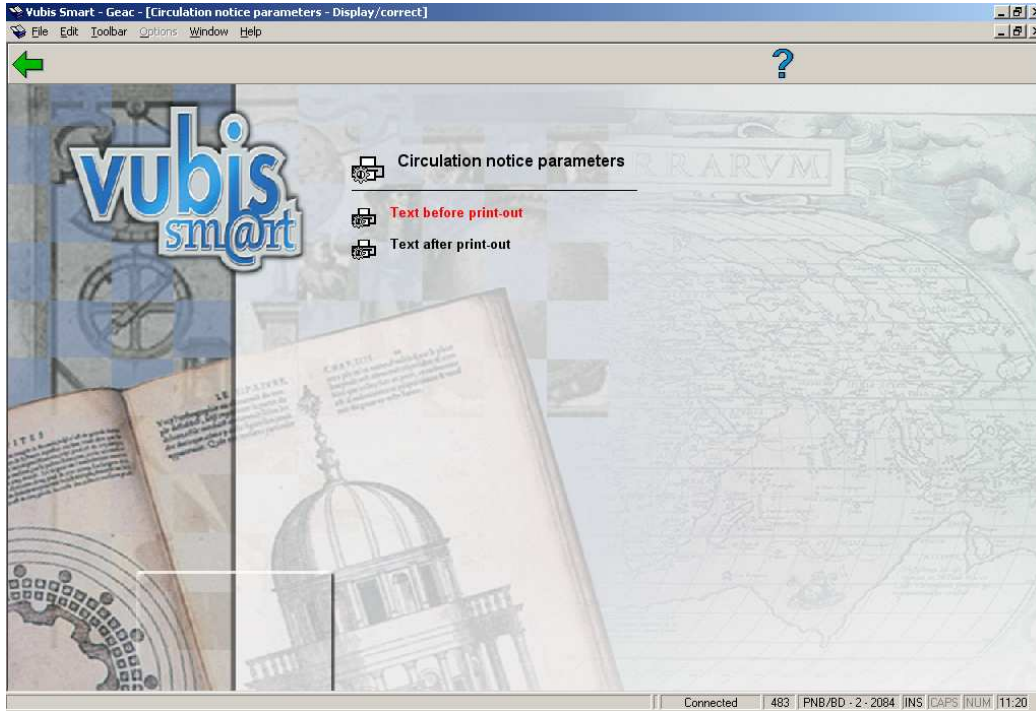 Vubis Smart - Geac - [Circulation notice parameters - Display/correct]
File Edit Toolbar Options Window Help
?
vubis
sm@rt
Circulation notice parameters
RARVM
Text before print-out
Text after print-out
Connected 483 PNB/BD - 2 - 2084 INS CAPS NUM 11:20